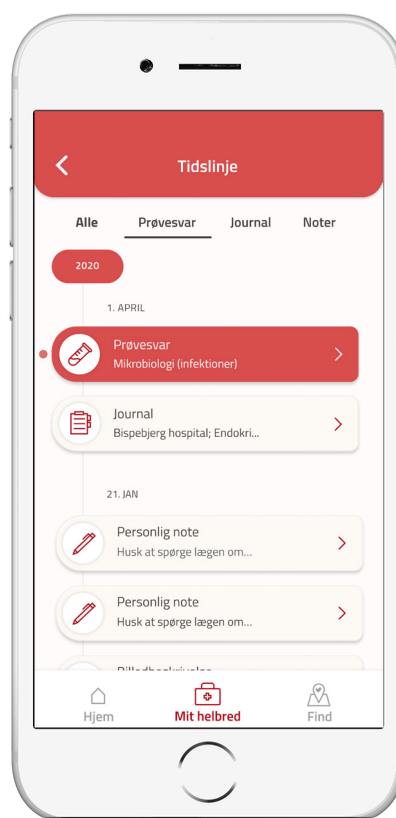 Tidslinje
Alle Prøvesvar Journal Noter
2020
1. APRIL
Prøvesvar
Mikrobiologi (infektioner)
Journal
Bispebjerg hospital; Endokri...
21. JAN
Personlig note
Husk at spørge lægen om...
Personlig note
Husk at spørge lægen om...
Hjem Mit helbred Find